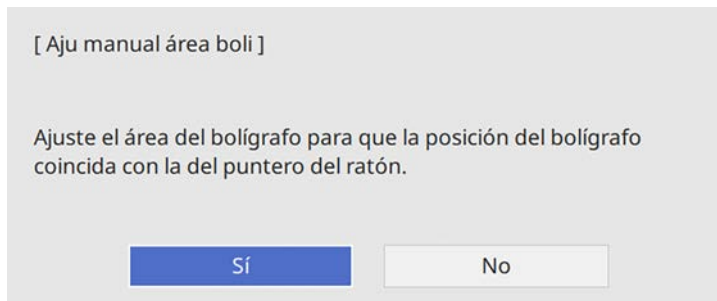 [ Aju manual área boli ]
Ajuste el área del bolígrafo para que la posición del bolígrafo
coincida con la del puntero del ratón.
Sí
No